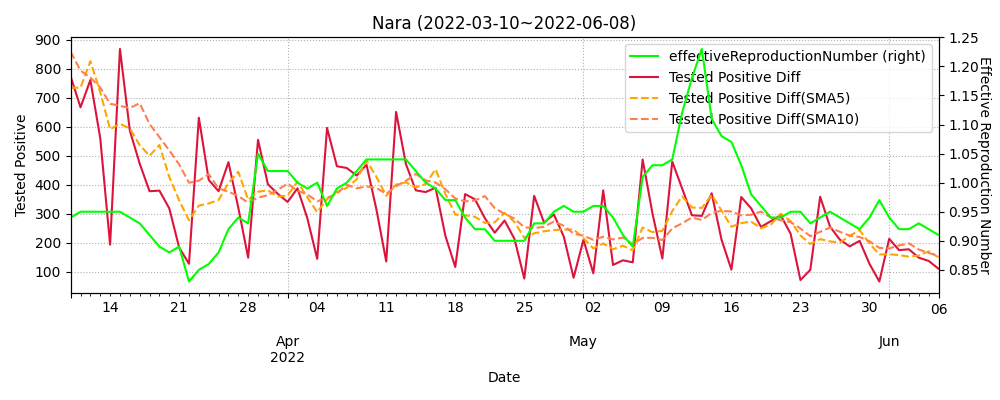 Nara (2022-03-10~2022-06-08)
effectiveReproductionNumber (right)
Tested Positive Diff
Tested Positive Diff(SMA5)
Tested Positive Diff(SMA10)
Tested Positive
900
800
700
600
500
400
300
200
100
1.25
1.20
1.15
1.10
1.05
1.00
0.95
0.90
0.85
Effective Reproduction Number
14 21 28 04 11 18 25 02 09 16 23 30 06
Apr May Jun
2022
Date